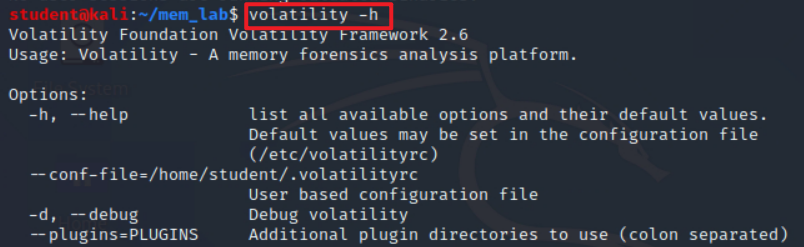 student@kali:~/mem_lab$ volatility -h
Volatility Foundation Volatility Framework 2.6
Usage: Volatility - A memory forensics analysis platform.
Options:
-h, --help list all available options and their default values.
Default values may be set in the configuration file
(/etc/volatilityrc)
--conf-file=/home/student/.volatilityrc
User based configuration file
-d, --debug Debug volatility
--plugins=PLUGINS Additional plugin directories to use (colon separated)